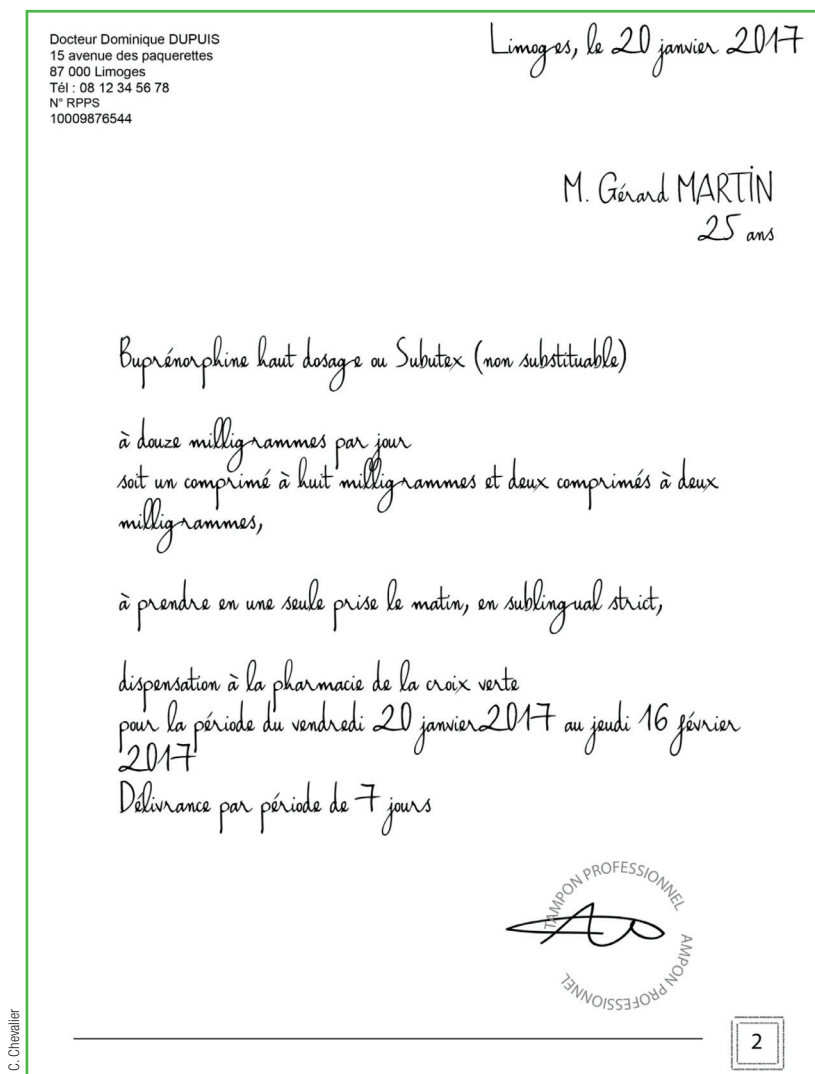 Docteur Dominique DUPUIS
15 avenue des paquerettes
87 000 Limoges
Tél : 08 12 34 56 78
N° RPPS
10009876544
Limoges, le 20 janvier 2017
M. Gérard MARTIN
25 ans
Buprénorphine haut dosage ou Subutex (non substituable)
à douze milligrammes par jour
soit un comprimé à huit milligrammes et deux comprimés à deux
milligrammes,
à prendre en une seule prise le matin, en sublingual strict,
dispensation à la pharmacie de la croix verte
pour la période du vendredi 20 janvier 2017 au jeudi 16 février
2017
Délivrance par période de 7 jours
TAMPON PROFESSIONNEL
AMPON PROFESSIONNEL
2
C. Chevalier